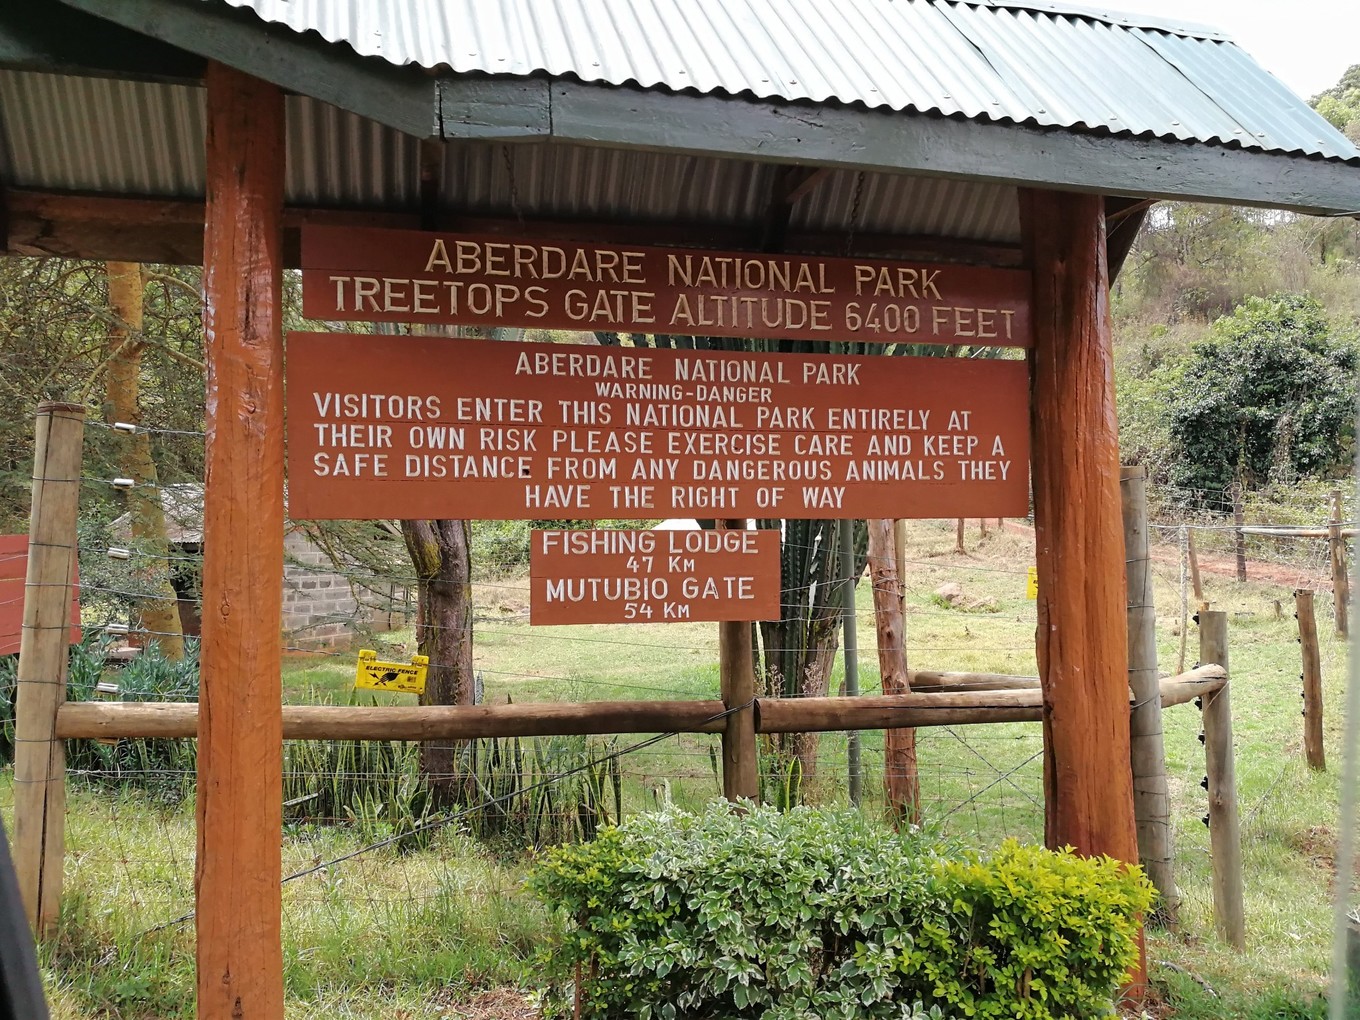 ABERDARE NATIONAL PARK
TREETOPS GATE ALTITUDE 6400 FEET
ABERDARE NATIONAL PARK
WARNING-DANGER
VISITORS ENTER THIS NATIONAL PARK ENTIRELY AT
THEIR OWN RISK PLEASE EXERCISE CARE AND KEEP A
SAFE DISTANCE FROM ANY DANGEROUS ANIMALS THEY
HAVE THE RIGHT OF WAY
FISHING LODGE
47 KM
MUTUBIO GATE
54 KM
ELECTRIC FENCE